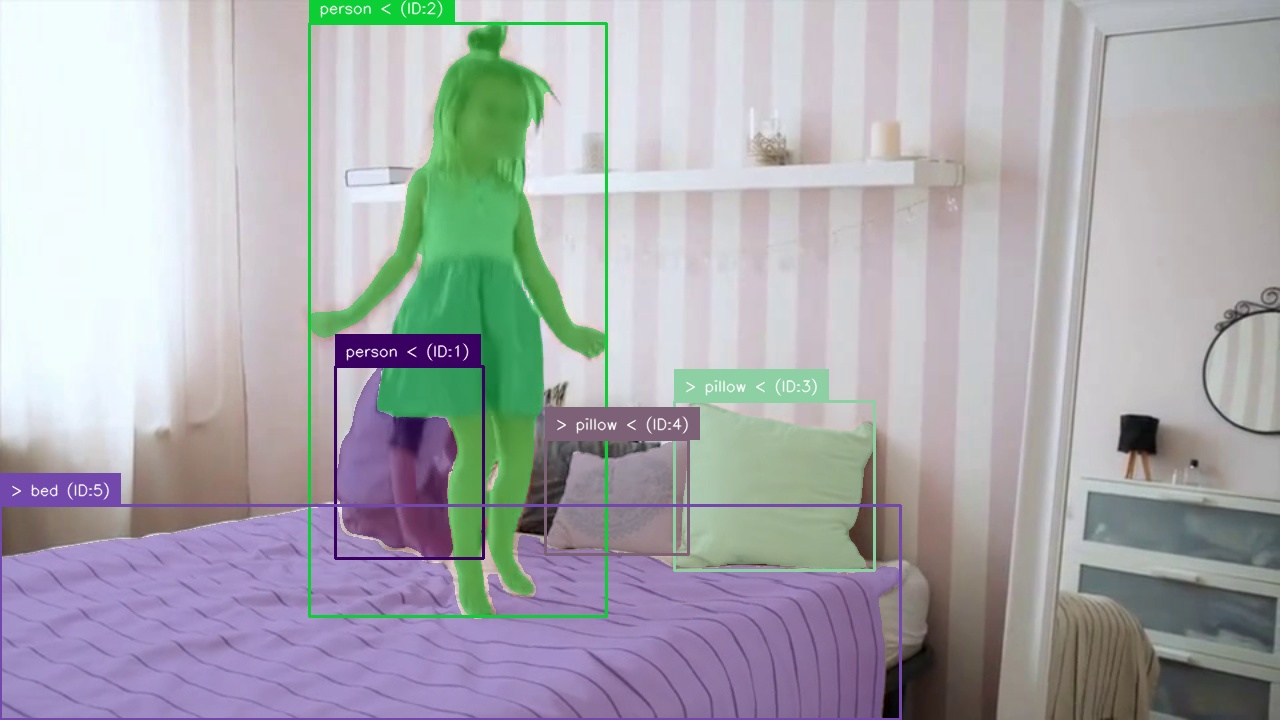 person < (ID:2)
person < (ID:1)
> pillow < (ID:3)
> pillow < (ID:4)
> bed (ID:5)